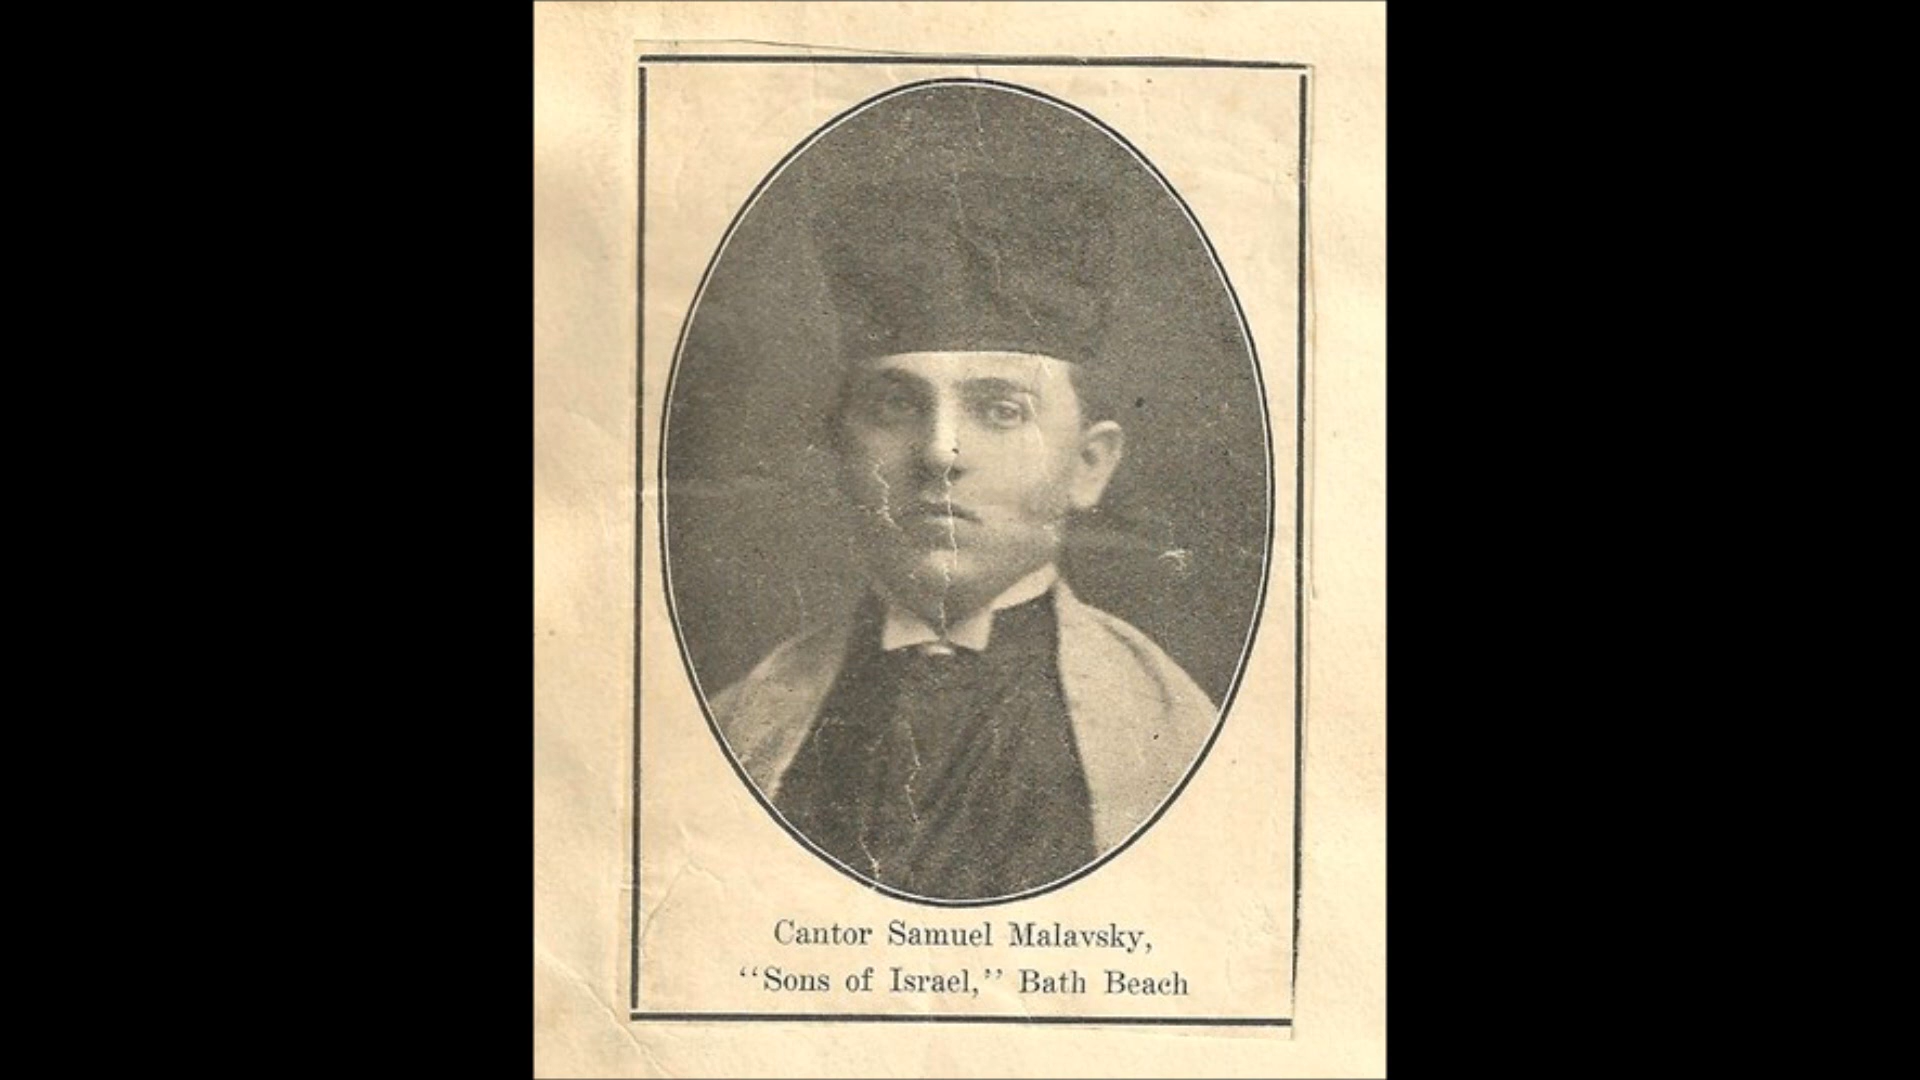 Cantor Samuel Malavsky,
‘‘Sons of Israel,’’ Bath Beach